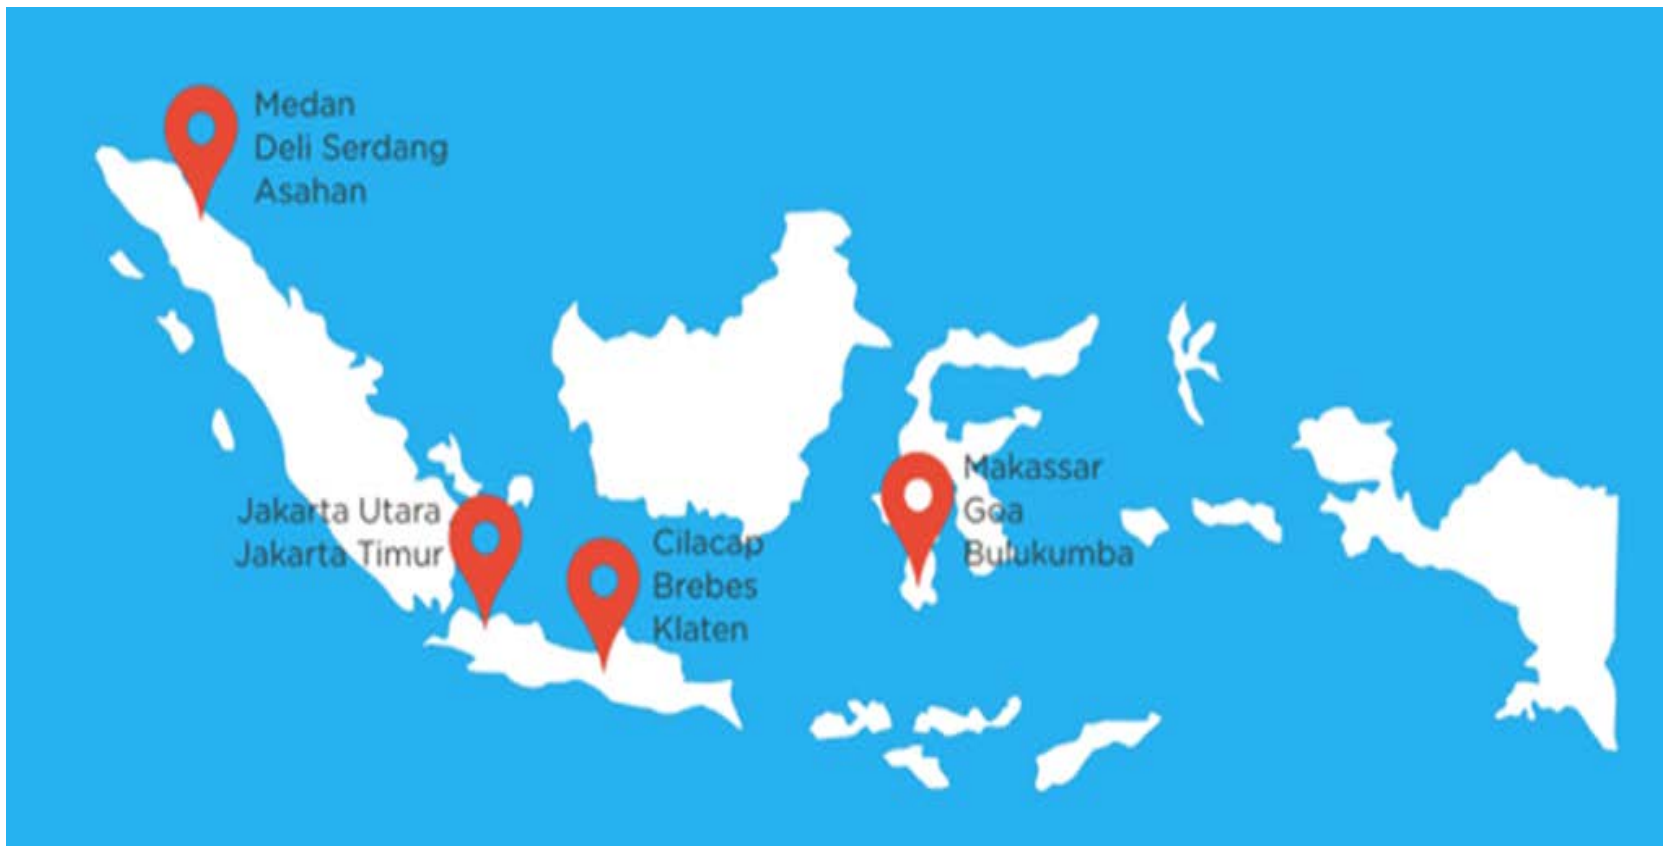 Medan
Deli Serdang
Asahan
Jakarta Utara
Jakarta Timur
Cilacap
Brebes
Klaten
Makassar
Goa
Bulukumba